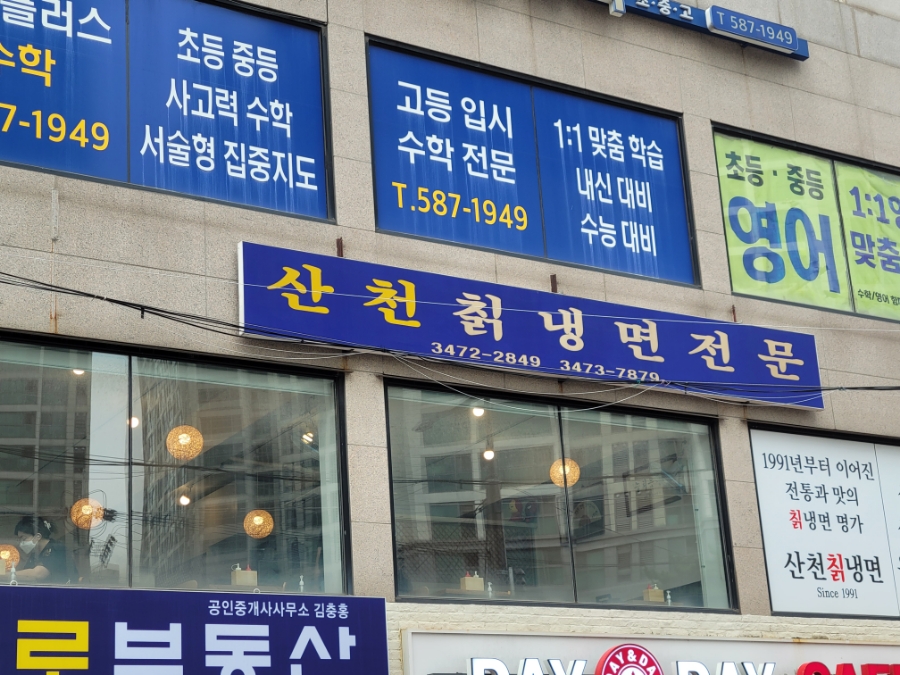 플러스
수학
7-1949
초등 중등
사고력 수학
서술형 집중지도
고등 입시
수학 전문
T.587-1949
1:1 맞춤 학습
내신 대비
수능 대비
초·중·고
T 587-1949
초등·중등
영어
1:1
맞춤
산천 칡냉면전문
3472-2849 3473-7879
1991년부터 이어진
전통과 맛의
칡냉면 명가
산천칡냉면
Since 1991
공인중개사사무소 김충홍
로부동산
DAY DAY&DAY DAY CAFE